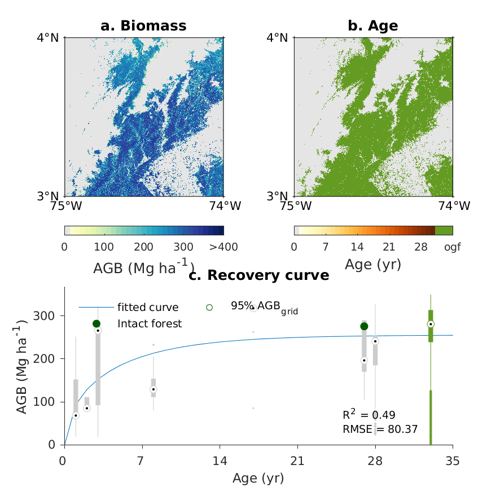 a. Biomass
b. Age
4°N
3°N
75°W
74°W
4°N
3°N
75°W
74°W
0 100 200 300 >400
AGB (Mg ha-1)
0 7 14 21 28 ogf
Age (yr)
c. Recovery curve
fitted curve
95% AGBgrid
Intact forest
300
200
100
0
AGB (Mg ha-1)
R2 = 0.49
RMSE = 80.37
0 7 14 21 28 35
Age (yr)